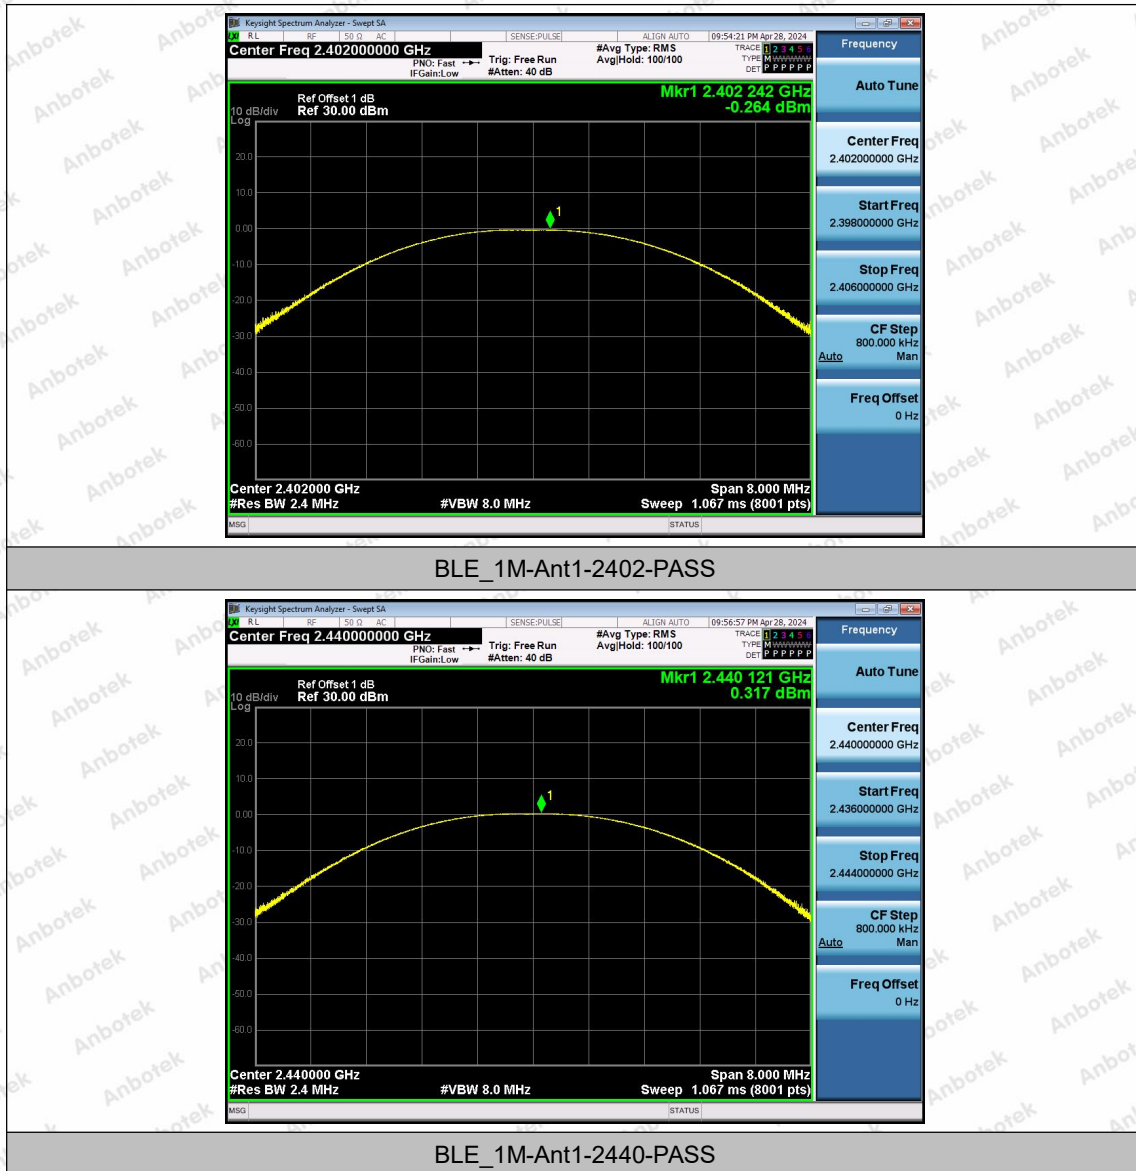 Keysight Spectrum Analyzer - Swept SA
RL RF 50 Ω AC SENSE:PULSE ALIGN AUTO 09:54:21 PM Apr 28, 2024
Center Freq 2.402000000 GHz
PNO: Fast
IFGain:Low
Trig: Free Run
#Atten: 40 dB
#Avg Type: RMS
Avg|Hold: 100/100
TRACE 1 2 3 4 5 6
TYPE M W W W W W
DET P P P P P P
Frequency
Mkr1 2.402 242 GHz
-0.264 dBm
Ref Offset 1 dB
10 dB/div Ref 30.00 dBm
Log
20.0
10.0
0.00
-10.0
-20.0
-30.0
-40.0
-50.0
-60.0
1
Center 2.402000 GHz Span 8.000 MHz
#Res BW 2.4 MHz #VBW 8.0 MHz Sweep 1.067 ms (8001 pts)
MSG STATUS
Auto Tune
Center Freq
2.402000000 GHz
Start Freq
2.398000000 GHz
Stop Freq
2.406000000 GHz
CF Step
800.000 kHz
Auto Man
Freq Offset
0 Hz
BLE_1M-Ant1-2402-PASS
Keysight Spectrum Analyzer - Swept SA
RL RF 50 Ω AC SENSE:PULSE ALIGN AUTO 09:56:57 PM Apr 28, 2024
Center Freq 2.440000000 GHz
PNO: Fast
IFGain:Low
Trig: Free Run
#Atten: 40 dB
#Avg Type: RMS
Avg|Hold: 100/100
TRACE 1 2 3 4 5 6
TYPE M W W W W W
DET P P P P P P
Frequency
Mkr1 2.440 121 GHz
0.317 dBm
Ref Offset 1 dB
10 dB/div Ref 30.00 dBm
Log
20.0
10.0
0.00
-10.0
-20.0
-30.0
-40.0
-50.0
-60.0
1
Center 2.440000 GHz Span 8.000 MHz
#Res BW 2.4 MHz #VBW 8.0 MHz Sweep 1.067 ms (8001 pts)
MSG STATUS
Auto Tune
Center Freq
2.440000000 GHz
Start Freq
2.436000000 GHz
Stop Freq
2.444000000 GHz
CF Step
800.000 kHz
Auto Man
Freq Offset
0 Hz
BLE_1M-Ant1-2440-PASS
Anbotek